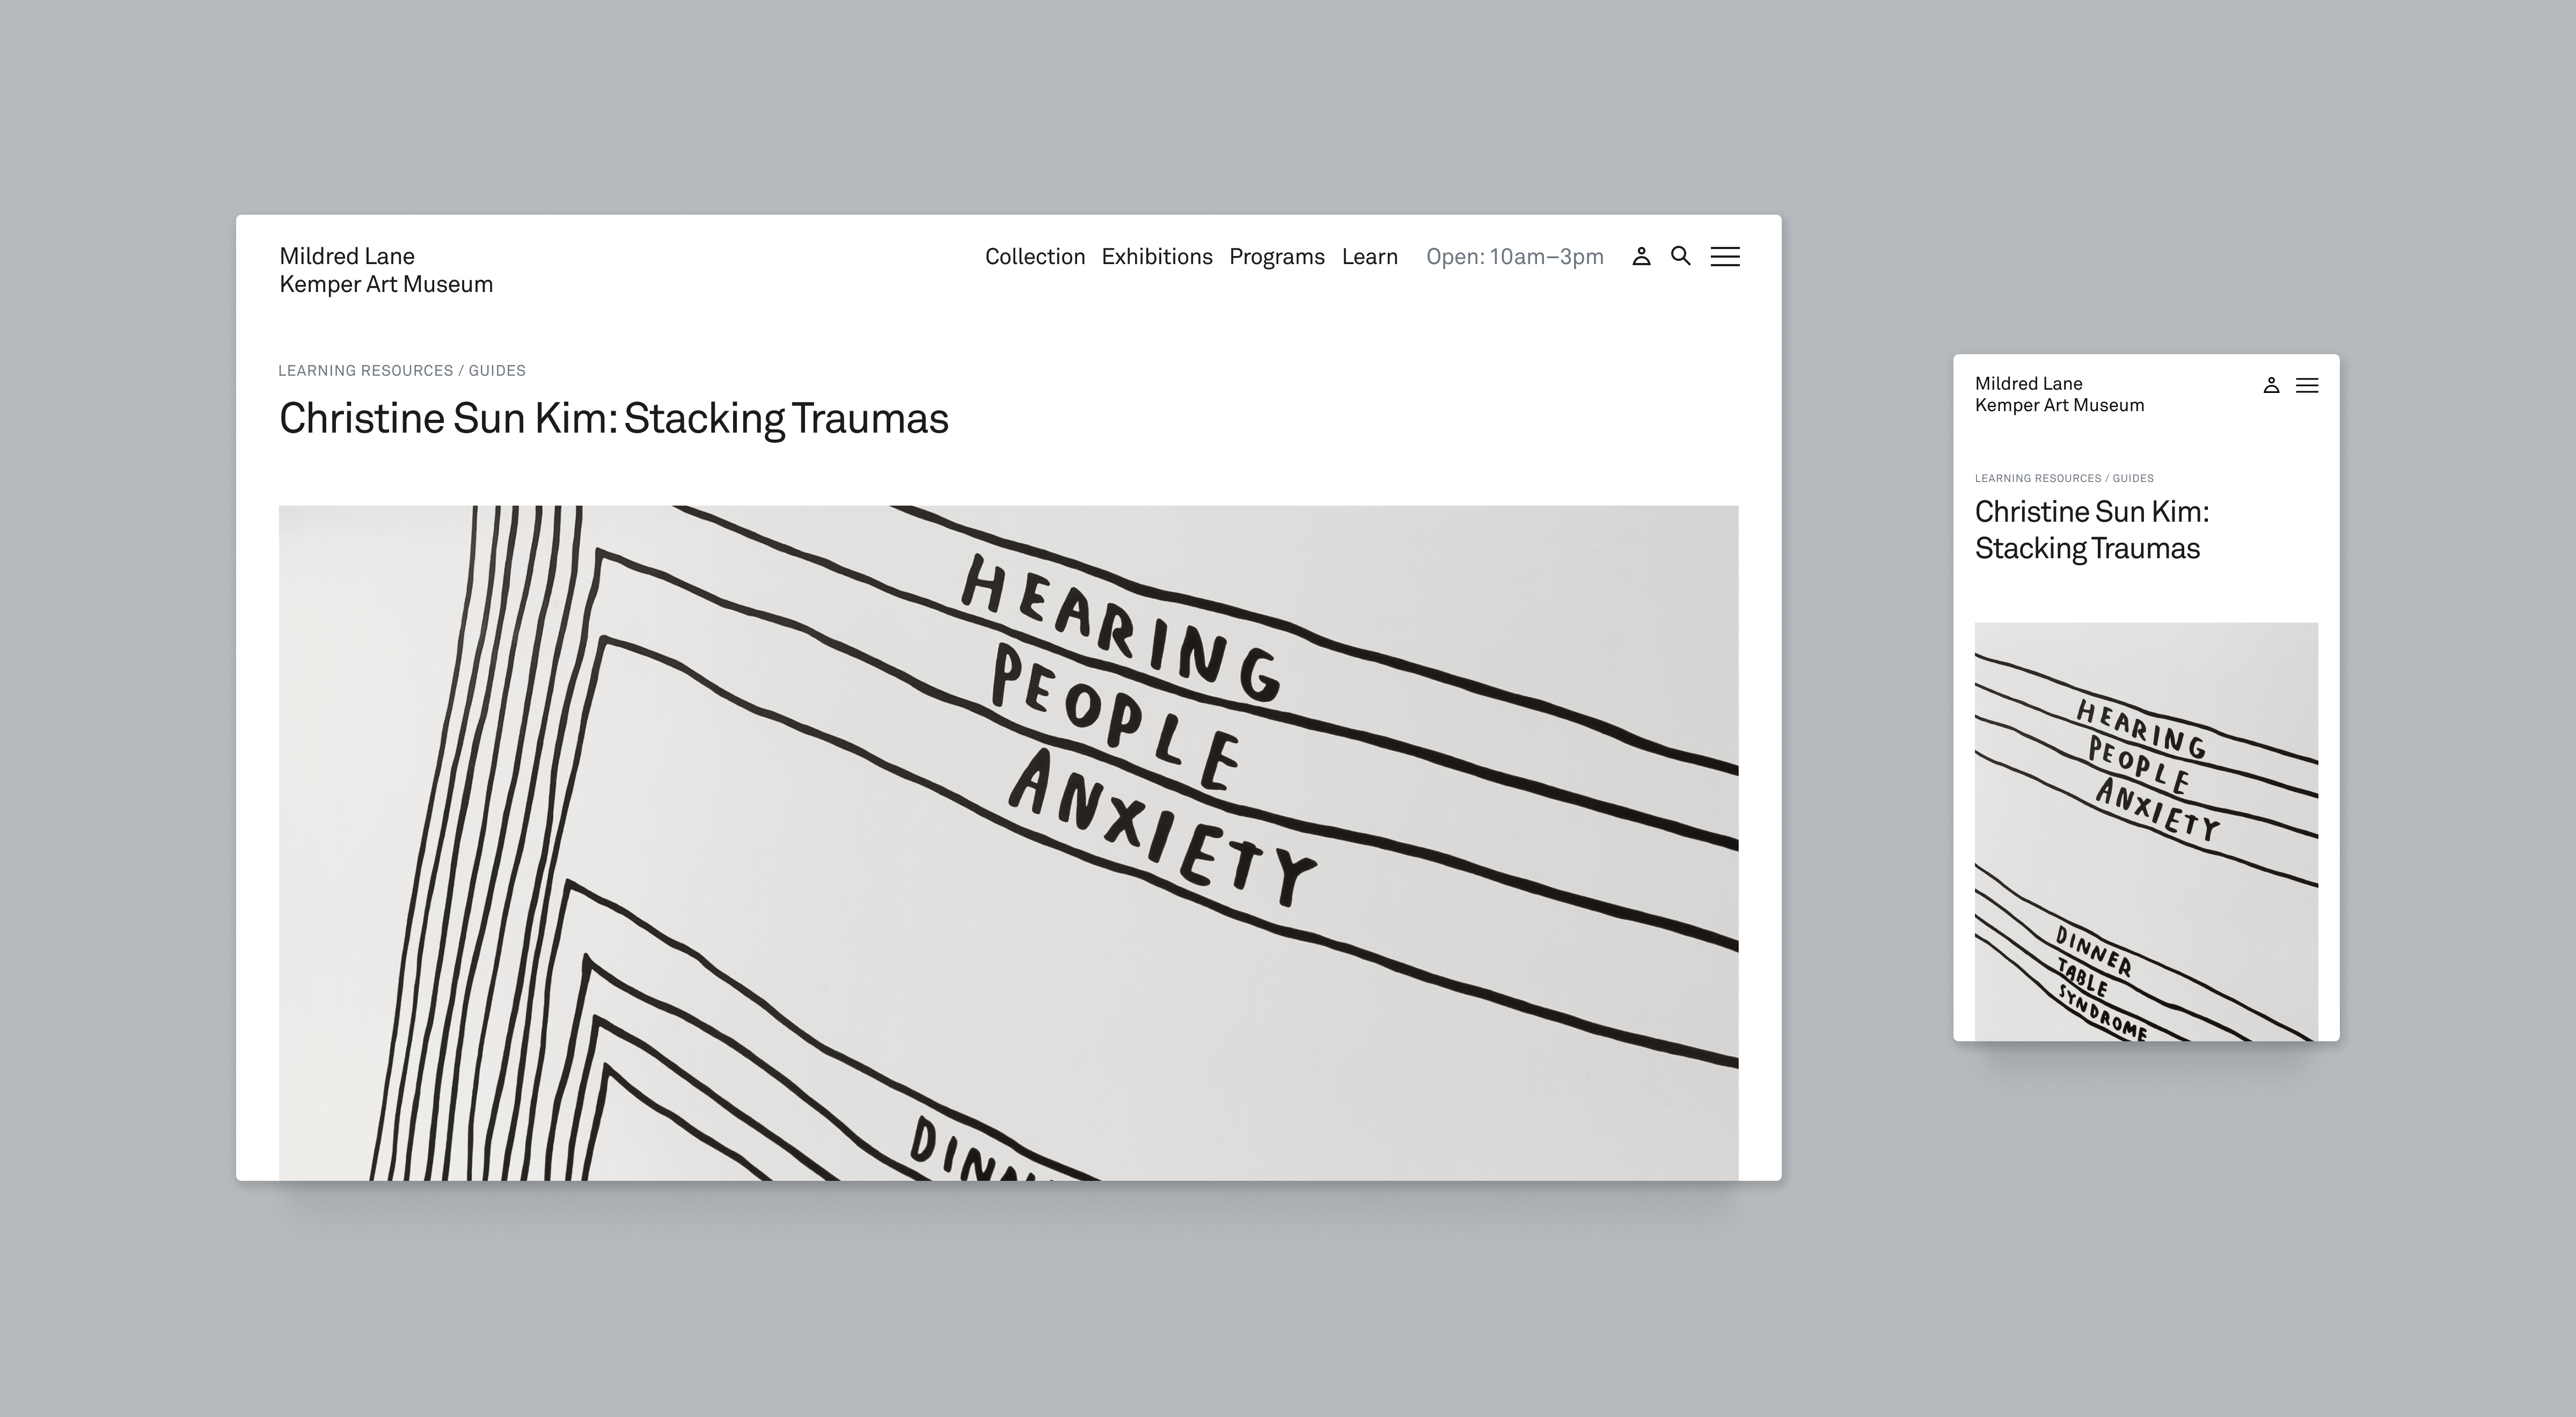 Mildred Lane
Kemper Art Museum
Collection Exhibitions Programs Learn Open: 10am–3pm
LEARNING RESOURCES / GUIDES
Christine Sun Kim: Stacking Traumas
HEARING
PEOPLE
ANXIETY
DINN
Mildred Lane
Kemper Art Museum
LEARNING RESOURCES / GUIDES
Christine Sun Kim:
Stacking Traumas
HEARING
PEOPLE
ANXIETY
DINNER
TABLE
SYNDROME